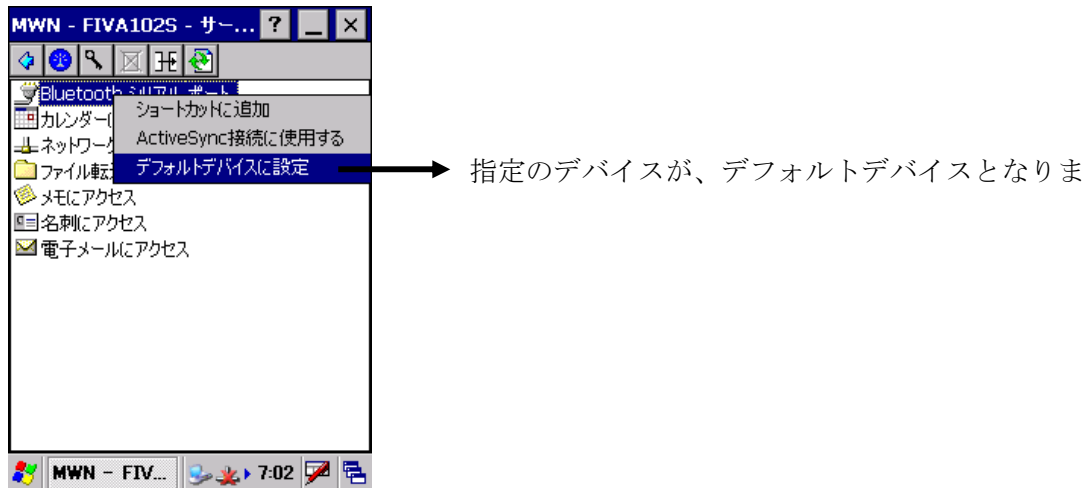 MWN - FIVA102S - サー... ? _ ×
Bluetooth シリアル ポート
ショートカットに追加
カレンダー(
ActiveSync接続に使用する
ネットワーク
デフォルトデバイスに設定
指定のデバイスが、デフォルトデバイスとなりま
ファイル転
メモにアクセス
名刺にアクセス
電子メールにアクセス
MWN - FIV... 7:02